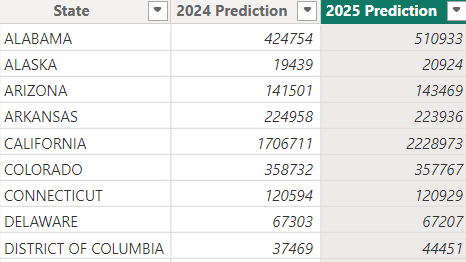 State 2024 Prediction 2025 Prediction
ALABAMA 424754 510933
ALASKA 19439 20924
ARIZONA 141501 143469
ARKANSAS 224958 223936
CALIFORNIA 1706711 2228973
COLORADO 358732 357767
CONNECTICUT 120594 120929
DELAWARE 67303 67207
DISTRICT OF COLUMBIA 37469 44451